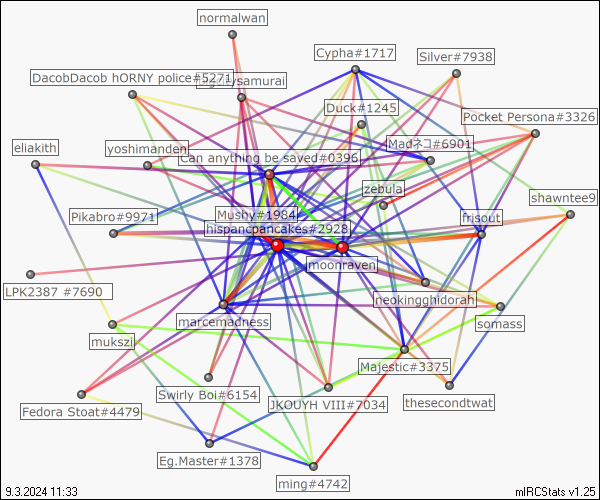 normalwan
Cypha#1717
Silver#7938
DacobDacob hORNY police#5271
Duck#1245
Pocket Persona#3326
eliakith
yoshimanden
Madネコ#6901
Can anything be saved#0396
zebula
shawntee9
Pikabro#9971
Mushy#1984
frisout
hispancpancakes#2928
moonraven
LPK2387 #7690
neokingghidorah
marcemadness
somass
mukszi
Majestic#3375
Swirly Boi#6154
JKOUYH VIII#7034
thesecondtwat
Fedora Stoat#4479
Eg.Master#1378
ming#4742
9.3.2024 11:33
mIRCStats v1.25